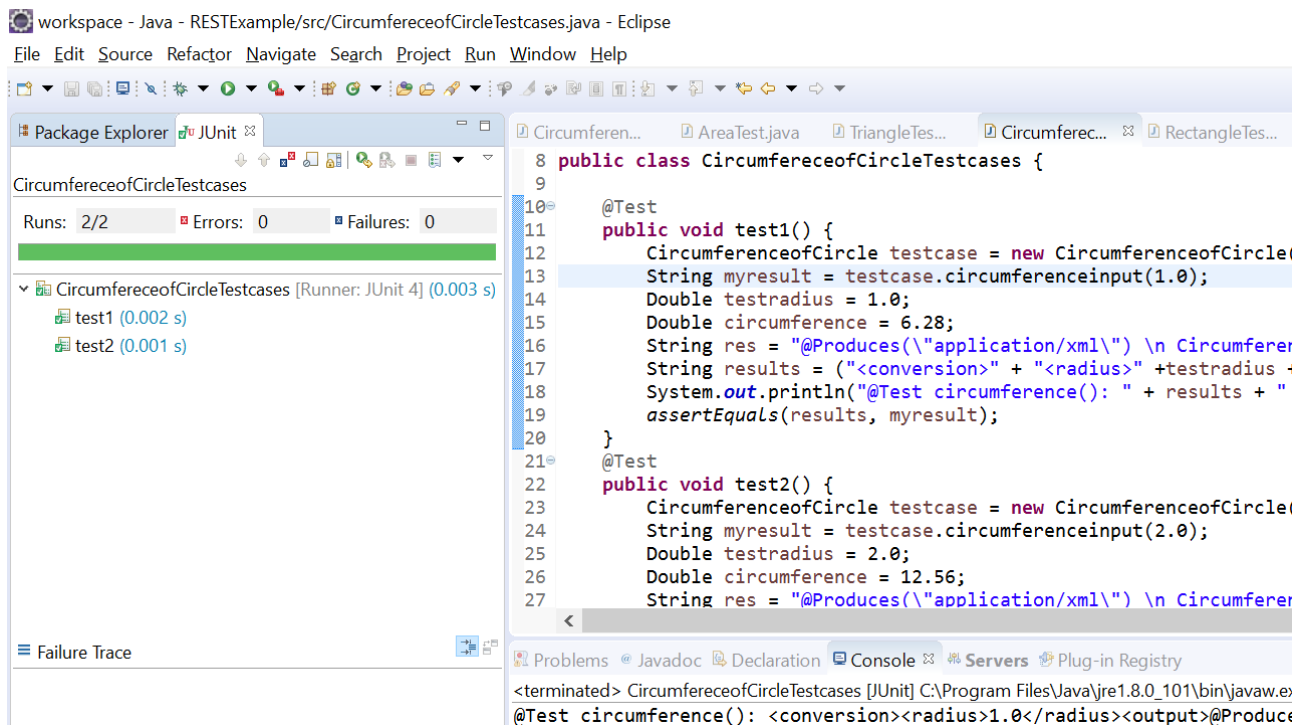 workspace - Java - RESTExample/src/CircumfereceofCircleTestcases.java - Eclipse
File Edit Source Refactor Navigate Search Project Run Window Help
Package Explorer JUnit
CircumfereceofCircleTestcases
Runs: 2/2 Errors: 0 Failures: 0
CircumfereceofCircleTestcases [Runner: JUnit 4] (0.003 s)
test1 (0.002 s)
test2 (0.001 s)
Failure Trace
Circumferen... AreaTest.java TriangleTes... Circumferec... RectangleTes...
8 public class CircumfereceofCircleTestcases {
9
10 @Test
11 public void test1() {
12 CircumferenceofCircle testcase = new CircumferenceofCircle(
13 String myresult = testcase.circumferenceinput(1.0);
14 Double testradius = 1.0;
15 Double circumference = 6.28;
16 String res = "@Produces(\"application/xml\") \n Circumferen
17 String results = ("<conversion>" + "<radius>" +testradius +
18 System.out.println("@Test circumference(): " + results + "
19 assertEquals(results, myresult);
20 }
21 @Test
22 public void test2() {
23 CircumferenceofCircle testcase = new CircumferenceofCircle(
24 String myresult = testcase.circumferenceinput(2.0);
25 Double testradius = 2.0;
26 Double circumference = 12.56;
27 String res = "@Produces(\"application/xml\") \n Circumferen
Problems Javadoc Declaration Console Servers Plug-in Registry
<terminated> CircumfereceofCircleTestcases [JUnit] C:\Program Files\Java\jre1.8.0_101\bin\javaw.ex
@Test circumference(): <conversion><radius>1.0</radius><output>@Produce